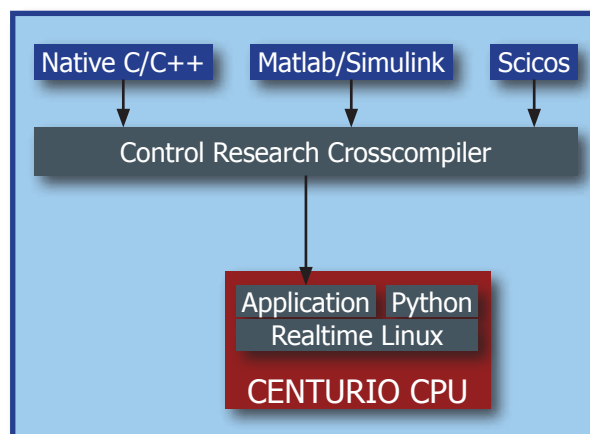 Native C/C++
Matlab/Simulink
Scicos
Control Research Crosscompiler
Application
Python
Realtime Linux
CENTURIO CPU